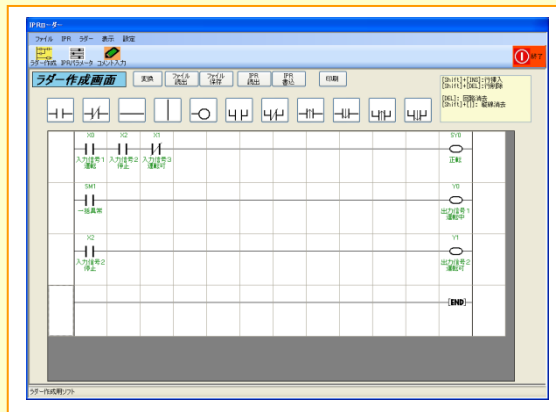 IPRローダー
ファイル IPR ラダー 表示 設定
ラダー作成 IPRパラメータ コメント入力 終了
ラダー作成画面 変換 ファイル読出 ファイル保存 IPR読出 IPR書込 印刷
[Shift]+[INS]:行挿入
[Shift]+[DEL]:行削除
[DEL]: 回路消去
[Shift]+[]: 縦線消去
X0 X2 X1 SY0
入力信号1 入力信号2 入力信号3 正転
運転 停止 運転可
SM1 Y0
一括異常 出力信号1
運転中
X2 Y1
入力信号2 出力信号2
停止 運転可
[END]
ラダー作成用ソフト